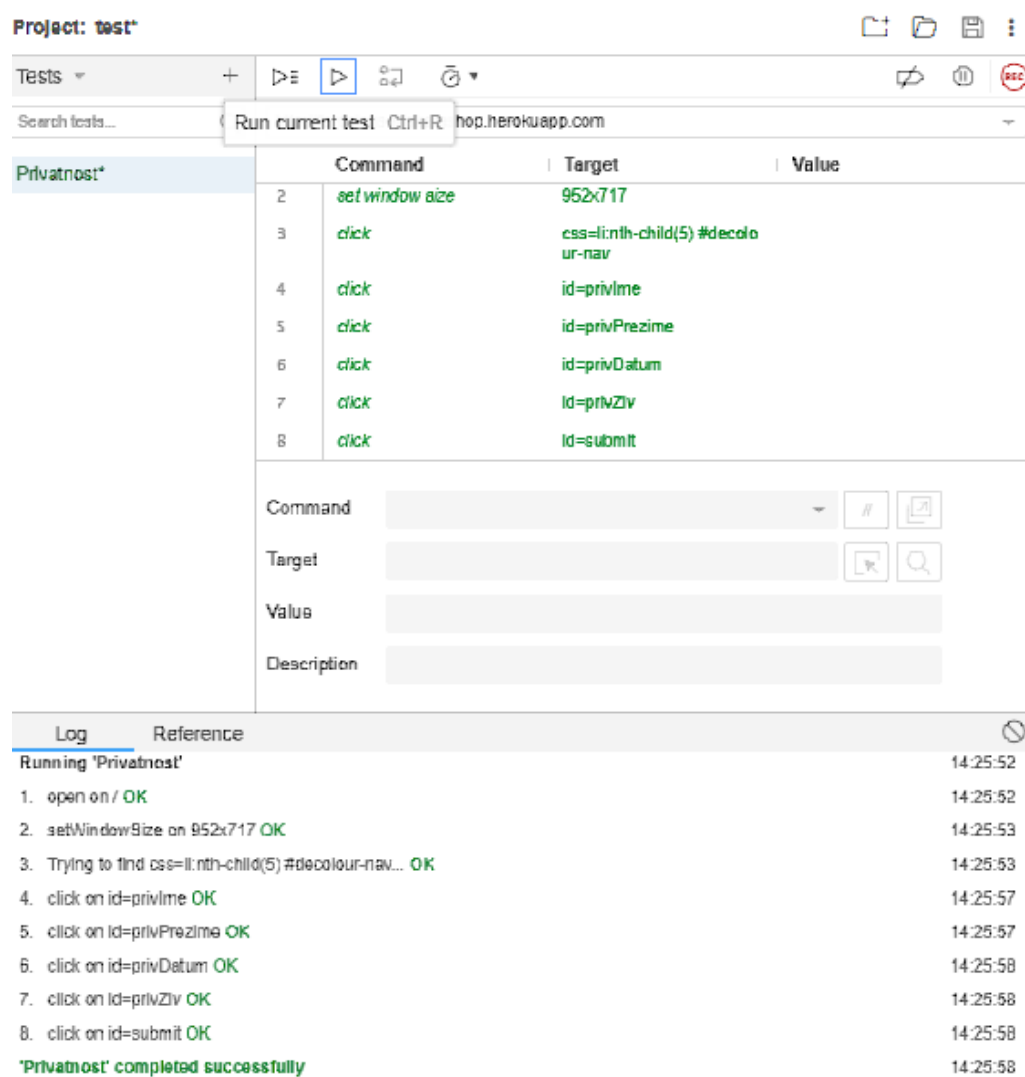 Project: test*
Tests
REC
Search tests...
Run current test Ctrl+R
hop.herokuapp.com
Privatnost*
Command Target Value
2 set window size 952x717
3 click css=li:nth-child(5) #decolo
ur-nav
4 click id=privIme
5 click id=privPrezime
6 click id=privDatum
7 click id=privZiv
8 click id=submit
Command
//
Target
Value
Description
Log Reference
Running 'Privatnost' 14:25:52
1. open on / OK 14:25:52
2. setWindowSize on 952x717 OK 14:25:53
3. Trying to find css=li:nth-child(5) #decolour-nav... OK 14:25:53
4. click on id=privIme OK 14:25:57
5. click on id=privPrezime OK 14:25:57
6. click on id=privDatum OK 14:25:58
7. click on id=privZiv OK 14:25:58
8. click on id=submit OK 14:25:58
'Privatnost' completed successfully 14:25:58